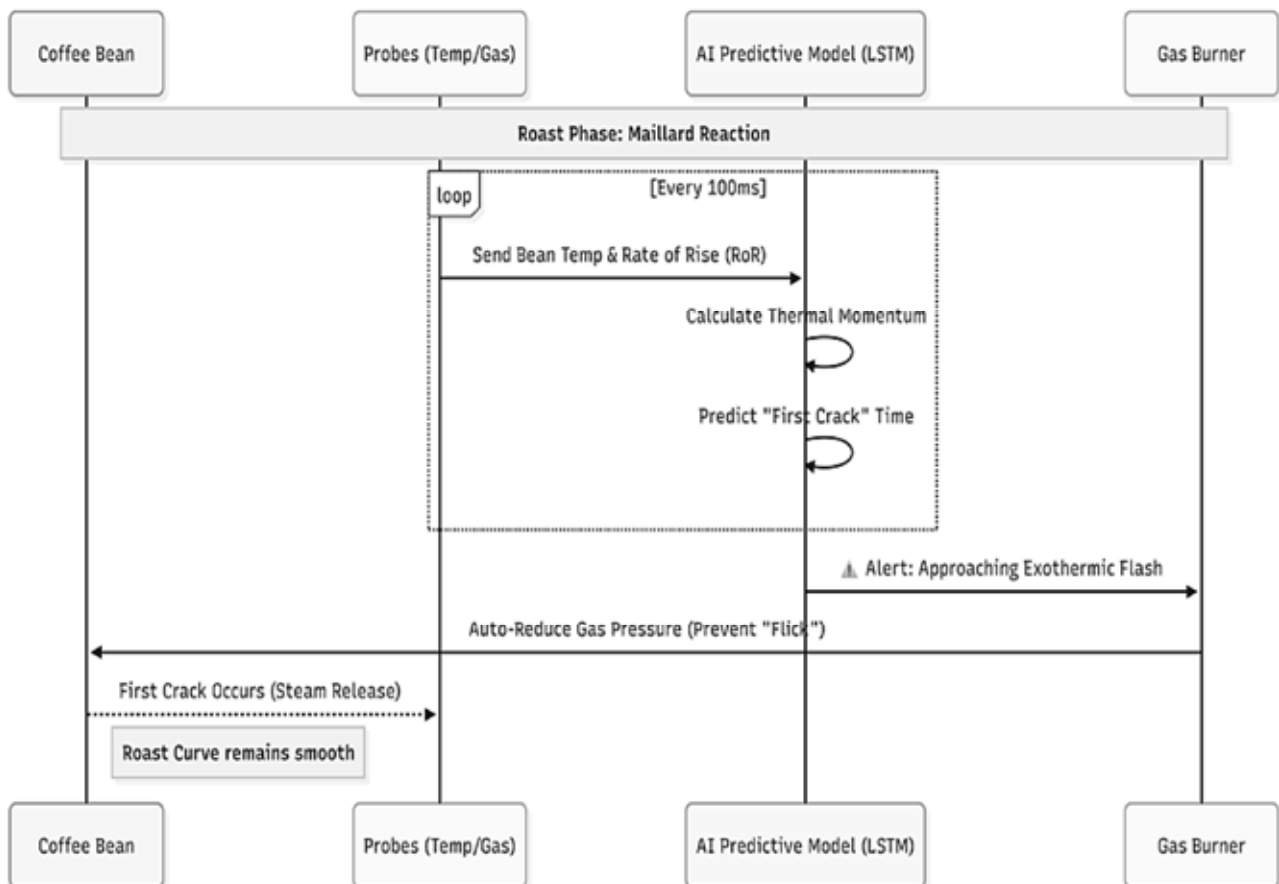 Coffee Bean
Probes (Temp/Gas)
AI Predictive Model (LSTM)
Gas Burner
Roast Phase: Maillard Reaction
loop
[Every 100ms]
Send Bean Temp & Rate of Rise (RoR)
Calculate Thermal Momentum
Predict "First Crack" Time
⚠ Alert: Approaching Exothermic Flash
Auto-Reduce Gas Pressure (Prevent "Flick")
First Crack Occurs (Steam Release)
Roast Curve remains smooth
Coffee Bean
Probes (Temp/Gas)
AI Predictive Model (LSTM)
Gas Burner